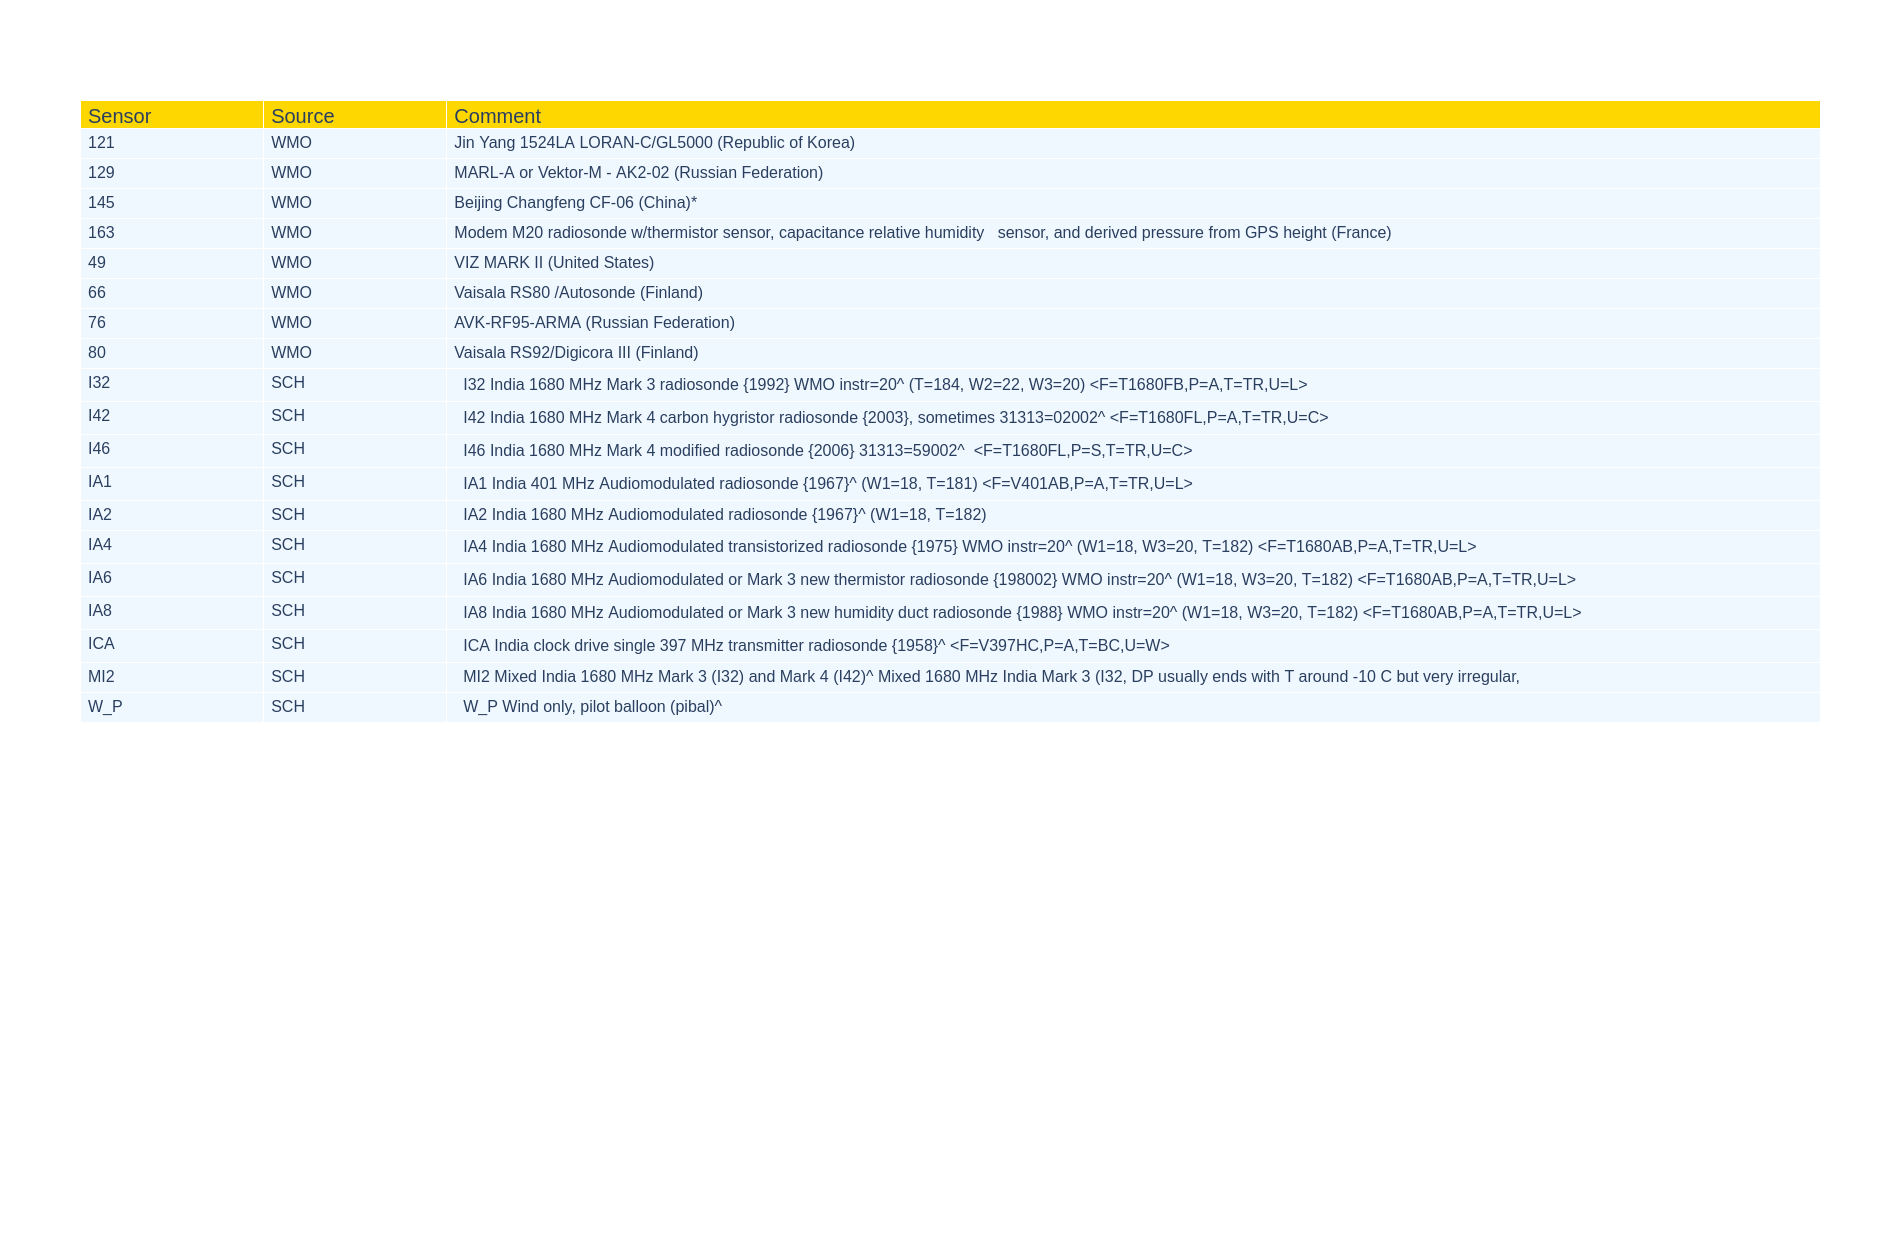 Sensor Source Comment
121 WMO Jin Yang 1524LA LORAN-C/GL5000 (Republic of Korea)
129 WMO MARL-A or Vektor-M - AK2-02 (Russian Federation)
145 WMO Beijing Changfeng CF-06 (China)*
163 WMO Modem M20 radiosonde w/thermistor sensor, capacitance relative humidity   sensor, and derived pressure from GPS height (France)
49 WMO VIZ MARK II (United States)
66 WMO Vaisala RS80 /Autosonde (Finland)
76 WMO AVK-RF95-ARMA (Russian Federation)
80 WMO Vaisala RS92/Digicora III (Finland)
I32 SCH I32 India 1680 MHz Mark 3 radiosonde {1992} WMO instr=20^ (T=184, W2=22, W3=20) <F=T1680FB,P=A,T=TR,U=L>
I42 SCH I42 India 1680 MHz Mark 4 carbon hygristor radiosonde {2003}, sometimes 31313=02002^ <F=T1680FL,P=A,T=TR,U=C>
I46 SCH I46 India 1680 MHz Mark 4 modified radiosonde {2006} 31313=59002^  <F=T1680FL,P=S,T=TR,U=C>
IA1 SCH IA1 India 401 MHz Audiomodulated radiosonde {1967}^ (W1=18, T=181) <F=V401AB,P=A,T=TR,U=L>
IA2 SCH IA2 India 1680 MHz Audiomodulated radiosonde {1967}^ (W1=18, T=182)
IA4 SCH IA4 India 1680 MHz Audiomodulated transistorized radiosonde {1975} WMO instr=20^ (W1=18, W3=20, T=182) <F=T1680AB,P=A,T=TR,U=L>
IA6 SCH IA6 India 1680 MHz Audiomodulated or Mark 3 new thermistor radiosonde {198002} WMO instr=20^ (W1=18, W3=20, T=182) <F=T1680AB,P=A,T=TR,U=L>
IA8 SCH IA8 India 1680 MHz Audiomodulated or Mark 3 new humidity duct radiosonde {1988} WMO instr=20^ (W1=18, W3=20, T=182) <F=T1680AB,P=A,T=TR,U=L>
ICA SCH ICA India clock drive single 397 MHz transmitter radiosonde {1958}^ <F=V397HC,P=A,T=BC,U=W>
MI2 SCH MI2 Mixed India 1680 MHz Mark 3 (I32) and Mark 4 (I42)^ Mixed 1680 MHz India Mark 3 (I32, DP usually ends with T around -10 C but very irregular,
W_P SCH W_P Wind only, pilot balloon (pibal)^